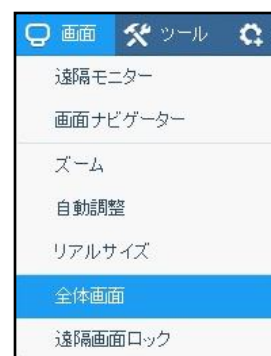 画面 ツール
遠隔モニター
画面ナビゲーター
ズーム
自動調整
リアルサイズ
全体画面
遠隔画面ロック